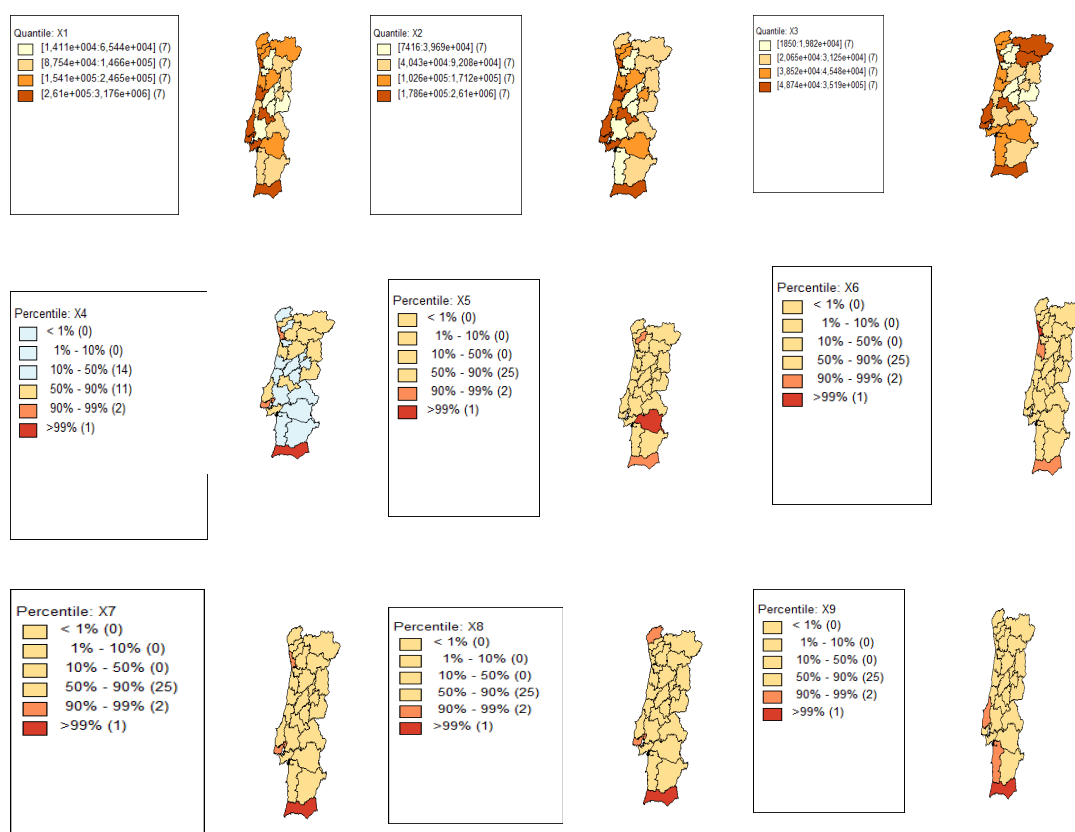 Quantile: X1
[1,411e+004:6,544e+004] (7)
[8,754e+004:1,466e+005] (7)
[1,541e+005:2,465e+005] (7)
[2,61e+005:3,176e+006] (7)
Quantile: X2
[7416:3,969e+004] (7)
[4,043e+004:9,208e+004] (7)
[1,026e+005:1,712e+005] (7)
[1,786e+005:2,61e+006] (7)
Quantile: X3
[1850:1,982e+004] (7)
[2,065e+004:3,125e+004] (7)
[3,852e+004:4,548e+004] (7)
[4,874e+004:3,519e+005] (7)
Percentile: X4
< 1% (0)
1% - 10% (0)
10% - 50% (14)
50% - 90% (11)
90% - 99% (2)
>99% (1)
Percentile: X5
< 1% (0)
1% - 10% (0)
10% - 50% (0)
50% - 90% (25)
90% - 99% (2)
>99% (1)
Percentile: X6
< 1% (0)
1% - 10% (0)
10% - 50% (0)
50% - 90% (25)
90% - 99% (2)
>99% (1)
Percentile: X7
< 1% (0)
1% - 10% (0)
10% - 50% (0)
50% - 90% (25)
90% - 99% (2)
>99% (1)
Percentile: X8
< 1% (0)
1% - 10% (0)
10% - 50% (0)
50% - 90% (25)
90% - 99% (2)
>99% (1)
Percentile: X9
< 1% (0)
1% - 10% (0)
10% - 50% (0)
50% - 90% (25)
90% - 99% (2)
>99% (1)